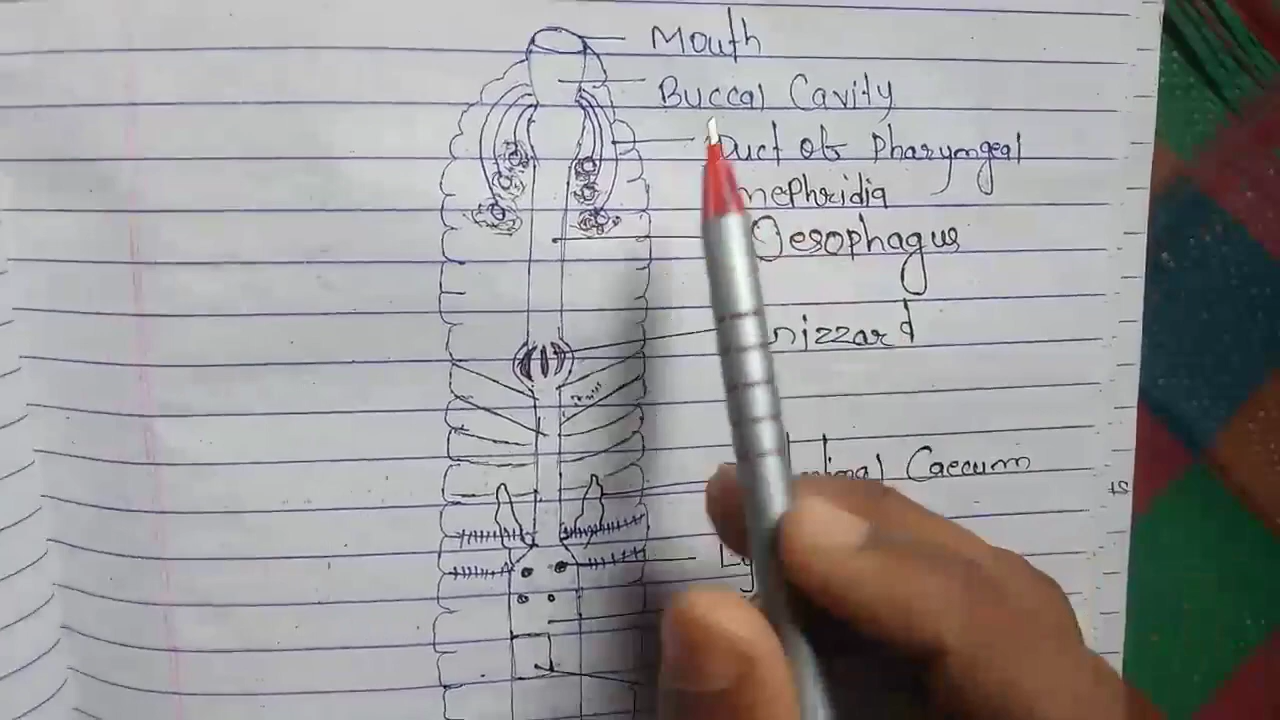 Mouth
Buccal Cavity
Duct of Pharyngeal
nephridia
Oesophagus
Caecum